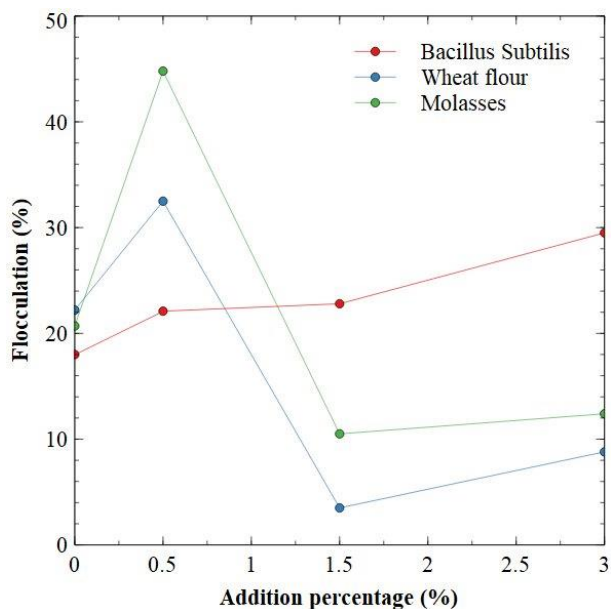 50
40
30
20
10
0
Flocculation (%)
Bacillus Subtilis
Wheat flour
Molasses
0 0.5 1 1.5 2 2.5 3
Addition percentage (%)